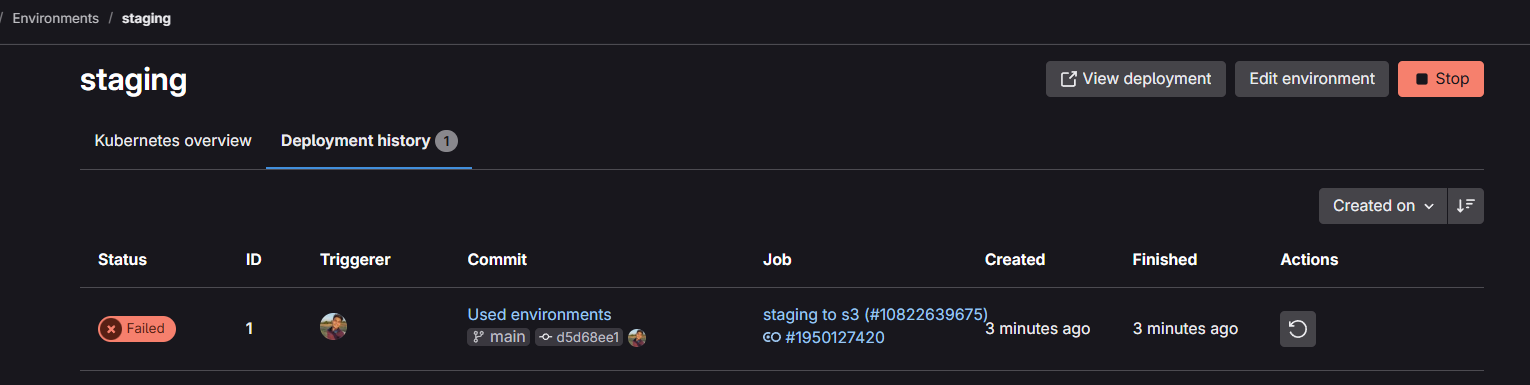 / Environments / staging
staging
View deployment Edit environment Stop
Kubernetes overview Deployment history 1
Created on
Status ID Triggerer Commit Job Created Finished Actions
Failed 1 Used environments staging to s3 (#10822639675) 3 minutes ago 3 minutes ago
main d5d68ee1 #1950127420